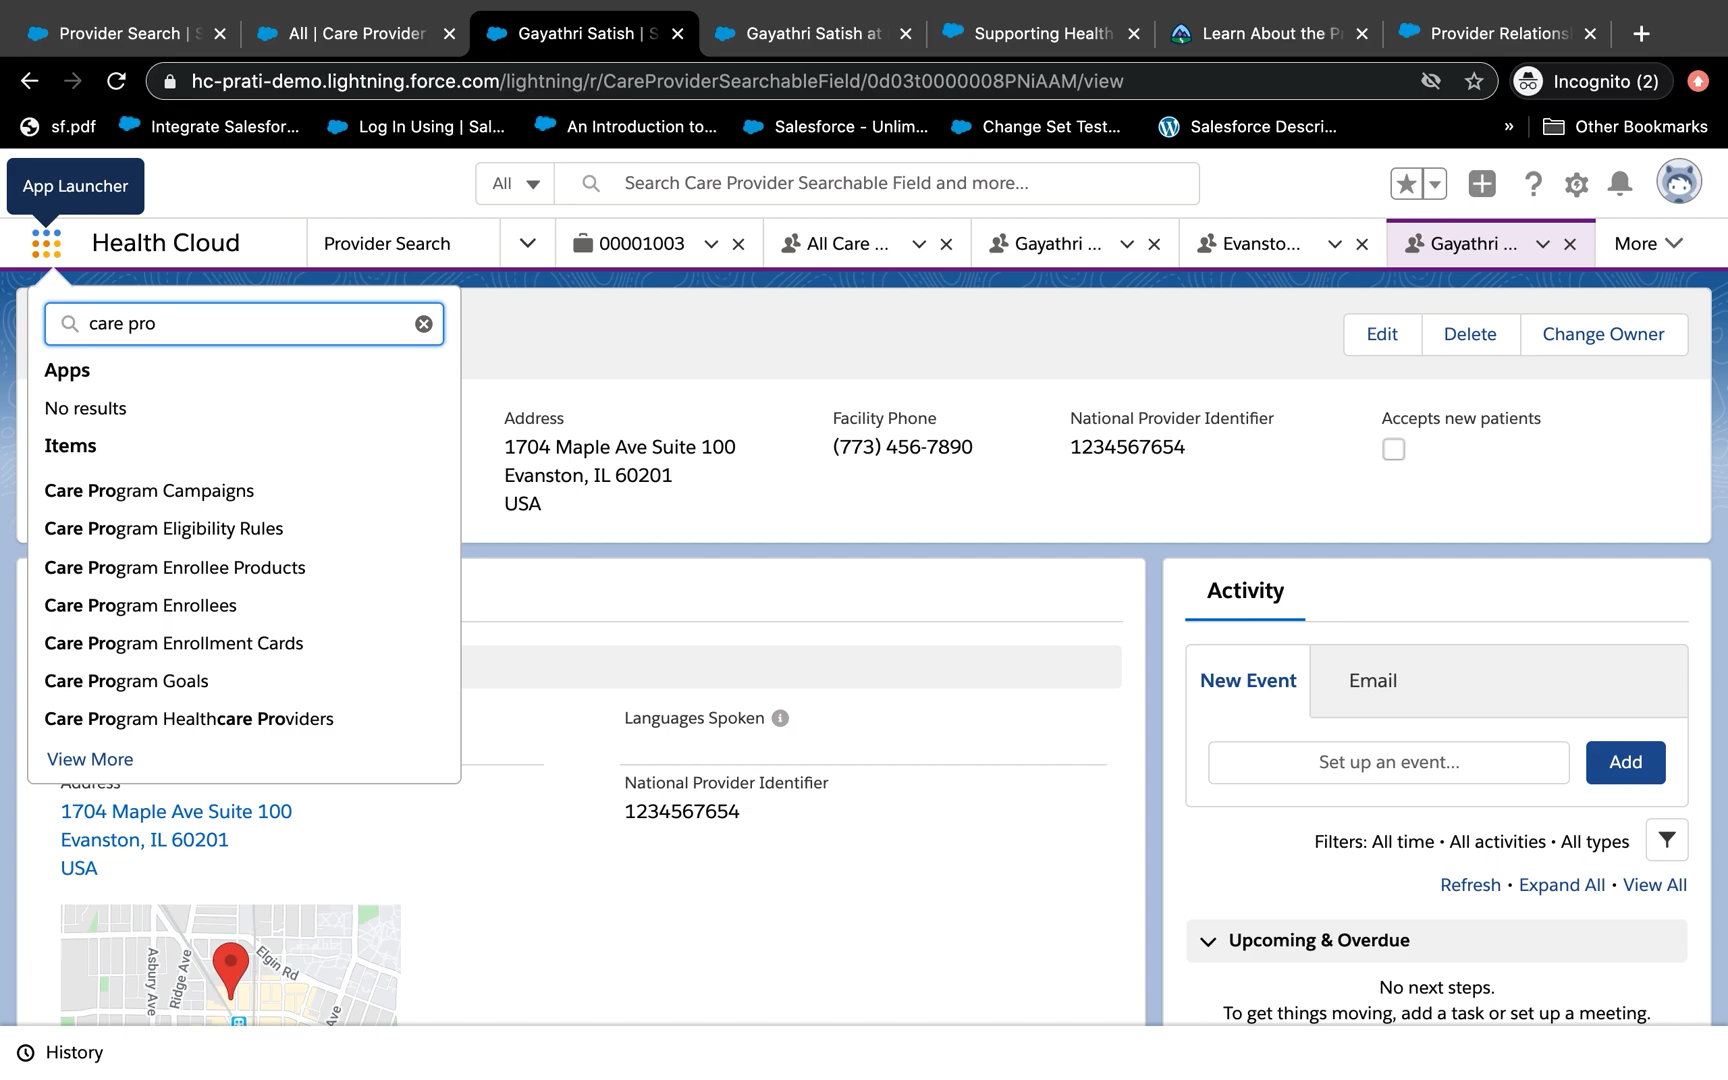 Provider Search | S
All | Care Provider
Gayathri Satish | S
Gayathri Satish at
Supporting Health
Learn About the P
Provider Relations
hc-prati-demo.lightning.force.com/lightning/r/CareProviderSearchableField/0d03t0000008PNiAAM/view
Incognito (2)
sf.pdf
Integrate Salesfor...
Log In Using | Sal...
An Introduction to...
Salesforce - Unlim...
Change Set Test...
Salesforce Descri...
»
Other Bookmarks
App Launcher
All
Search Care Provider Searchable Field and more...
Health Cloud
Provider Search
00001003
All Care ...
Gayathri ...
Evansto...
Gayathri ...
More
care pro
Apps
No results
Items
Care Program Campaigns
Care Program Eligibility Rules
Care Program Enrollee Products
Care Program Enrollees
Care Program Enrollment Cards
Care Program Goals
Care Program Healthcare Providers
View More
Edit
Delete
Change Owner
Address
1704 Maple Ave Suite 100
Evanston, IL 60201
USA
Facility Phone
(773) 456-7890
National Provider Identifier
1234567654
Accepts new patients
Languages Spoken
National Provider Identifier
1234567654
Address
1704 Maple Ave Suite 100
Evanston, IL 60201
USA
Asbury Ave
Ridge Ave
Elgin Rd
Ave
Activity
New Event
Email
Set up an event...
Add
Filters: All time • All activities • All types
Refresh • Expand All • View All
Upcoming & Overdue
No next steps.
To get things moving, add a task or set up a meeting.
History